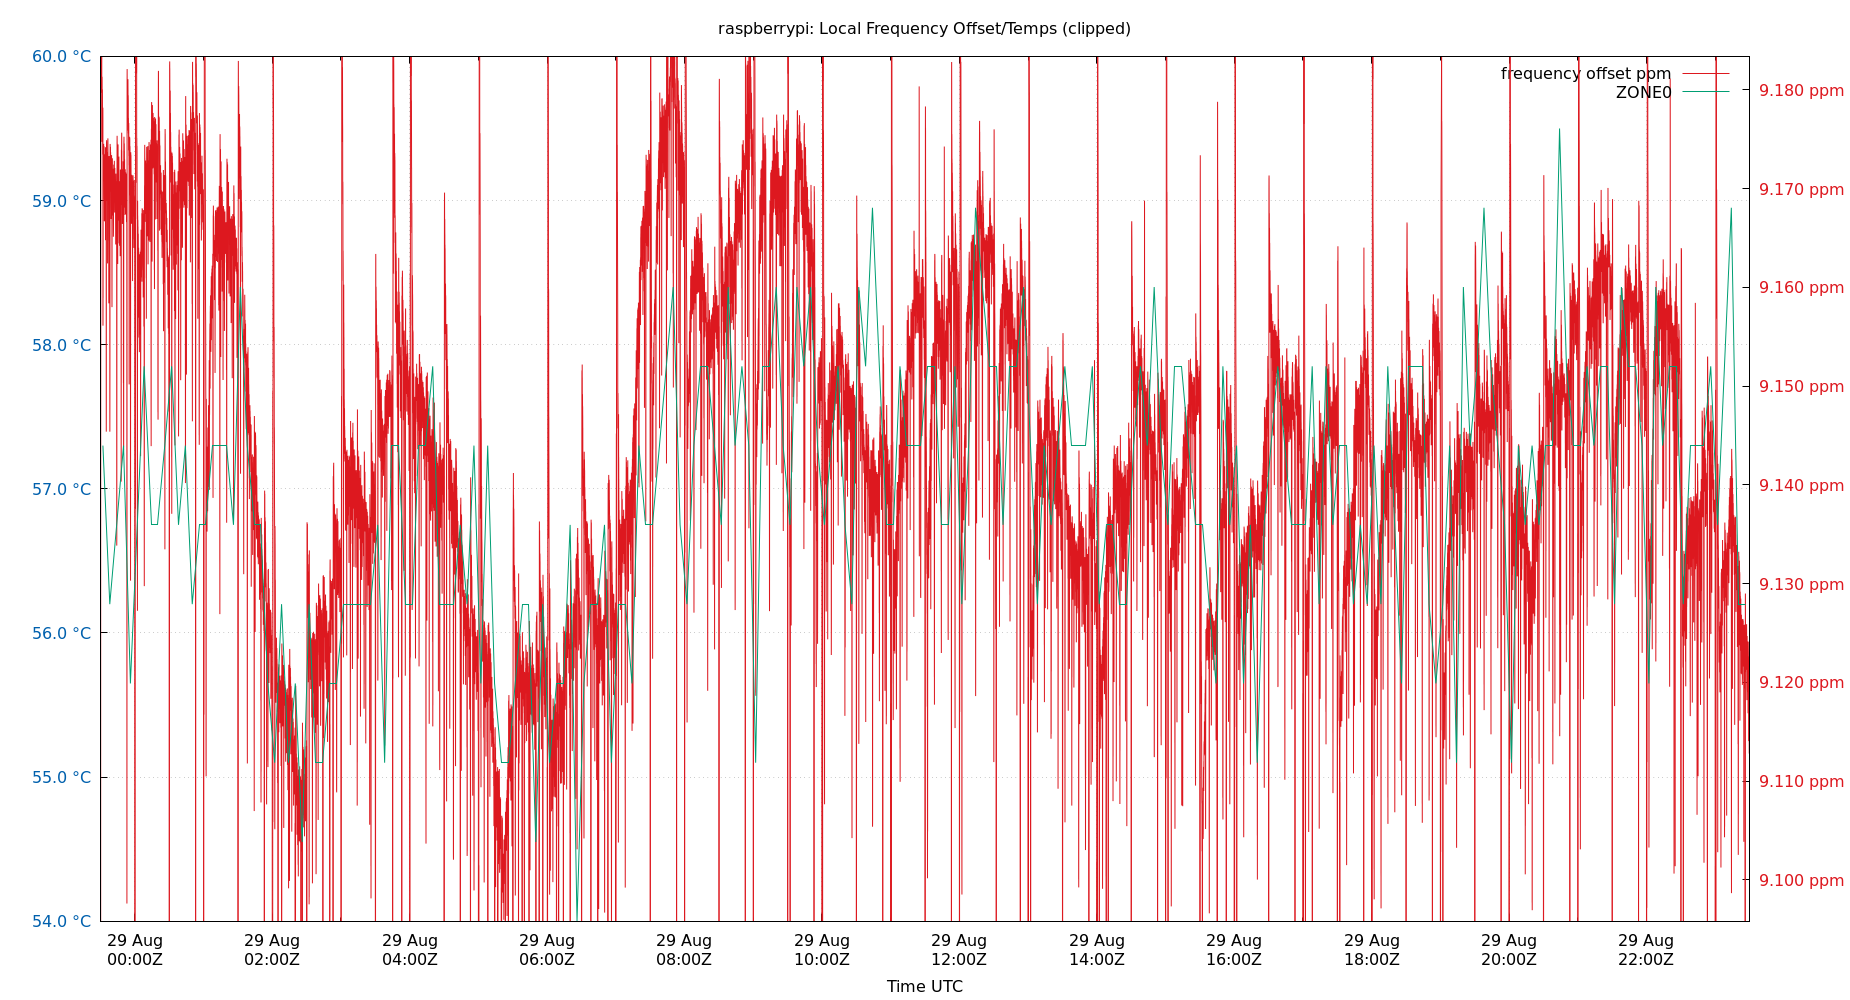 raspberrypi: Local Frequency Offset/Temps (clipped)
60.0 °C
59.0 °C
58.0 °C
57.0 °C
56.0 °C
55.0 °C
54.0 °C
frequency offset ppm
ZONE0
9.180 ppm
9.170 ppm
9.160 ppm
9.150 ppm
9.140 ppm
9.130 ppm
9.120 ppm
9.110 ppm
9.100 ppm
29 Aug 29 Aug 29 Aug 29 Aug 29 Aug 29 Aug 29 Aug 29 Aug 29 Aug 29 Aug 29 Aug 29 Aug
00:00Z 02:00Z 04:00Z 06:00Z 08:00Z 10:00Z 12:00Z 14:00Z 16:00Z 18:00Z 20:00Z 22:00Z
Time UTC